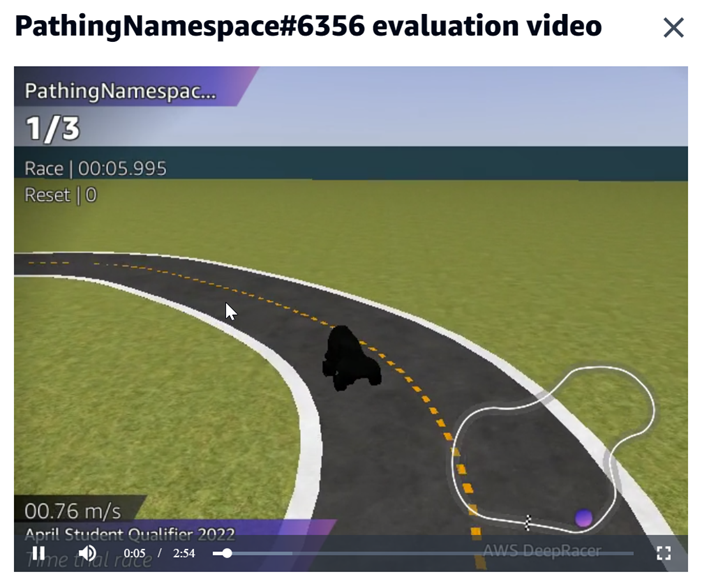 PathingNamespace#6356 evaluation video
PathingNamespac...
1/3
Race | 00:05.995
Reset | 0
00.76 m/s
April Student Qualifier 2022
Time trial race
AWS DeepRacer
0:05 / 2:54